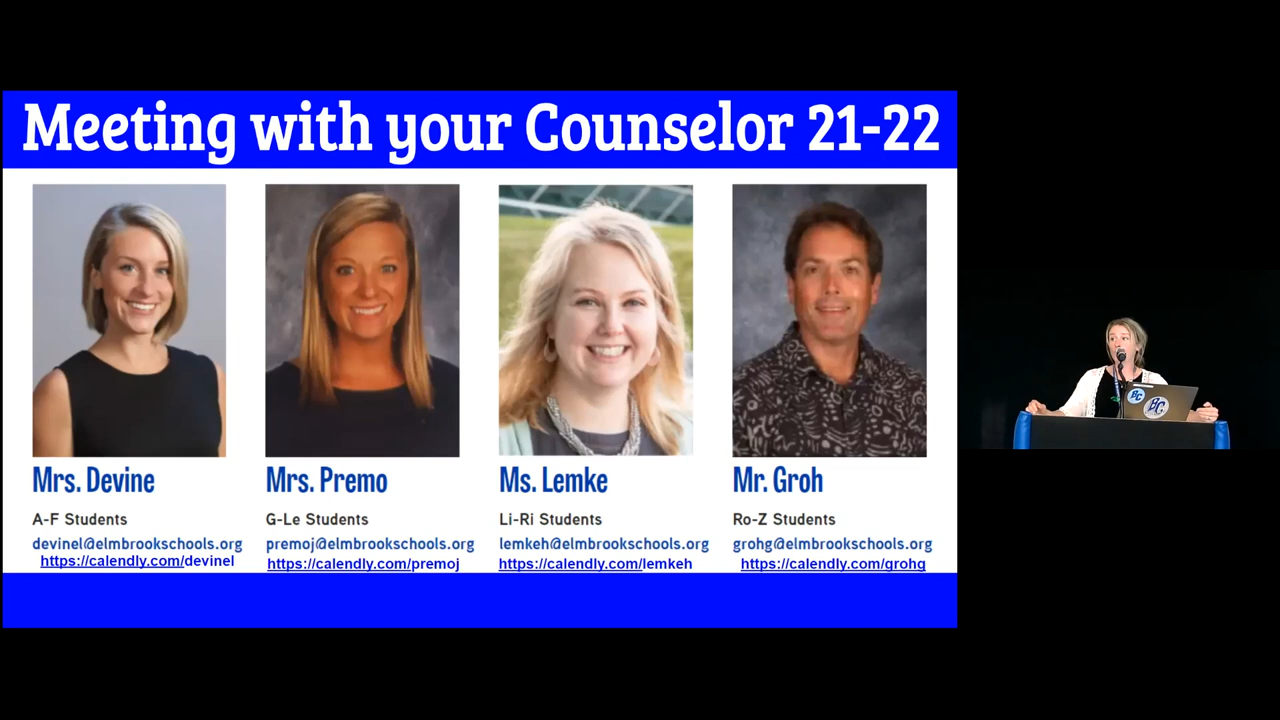 Meeting with your Counselor 21-22
Mrs. Devine
A-F Students
devinel@elmbrookschools.org
https://calendly.com/devinel
Mrs. Premo
G-Le Students
premoj@elmbrookschools.org
https://calendly.com/premoj
Ms. Lemke
Li-Ri Students
lemkeh@elmbrookschools.org
https://calendly.com/lemkeh
Mr. Groh
Ro-Z Students
grohg@elmbrookschools.org
https://calendly.com/grohg
BC
BC